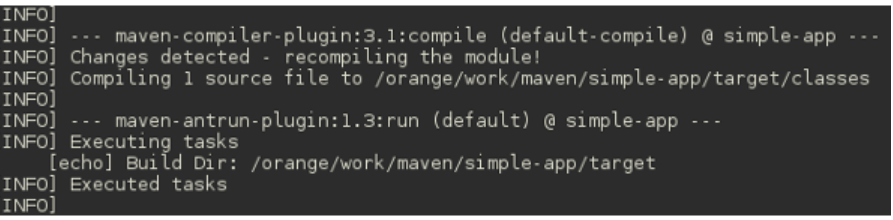 INFO]
INFO] --- maven-compiler-plugin:3.1:compile (default-compile) @ simple-app ---
INFO] Changes detected - recompiling the module!
INFO] Compiling 1 source file to /orange/work/maven/simple-app/target/classes
INFO]
INFO] --- maven-antrun-plugin:1.3:run (default) @ simple-app ---
INFO] Executing tasks
[echo] Build Dir: /orange/work/maven/simple-app/target
INFO] Executed tasks
INFO]